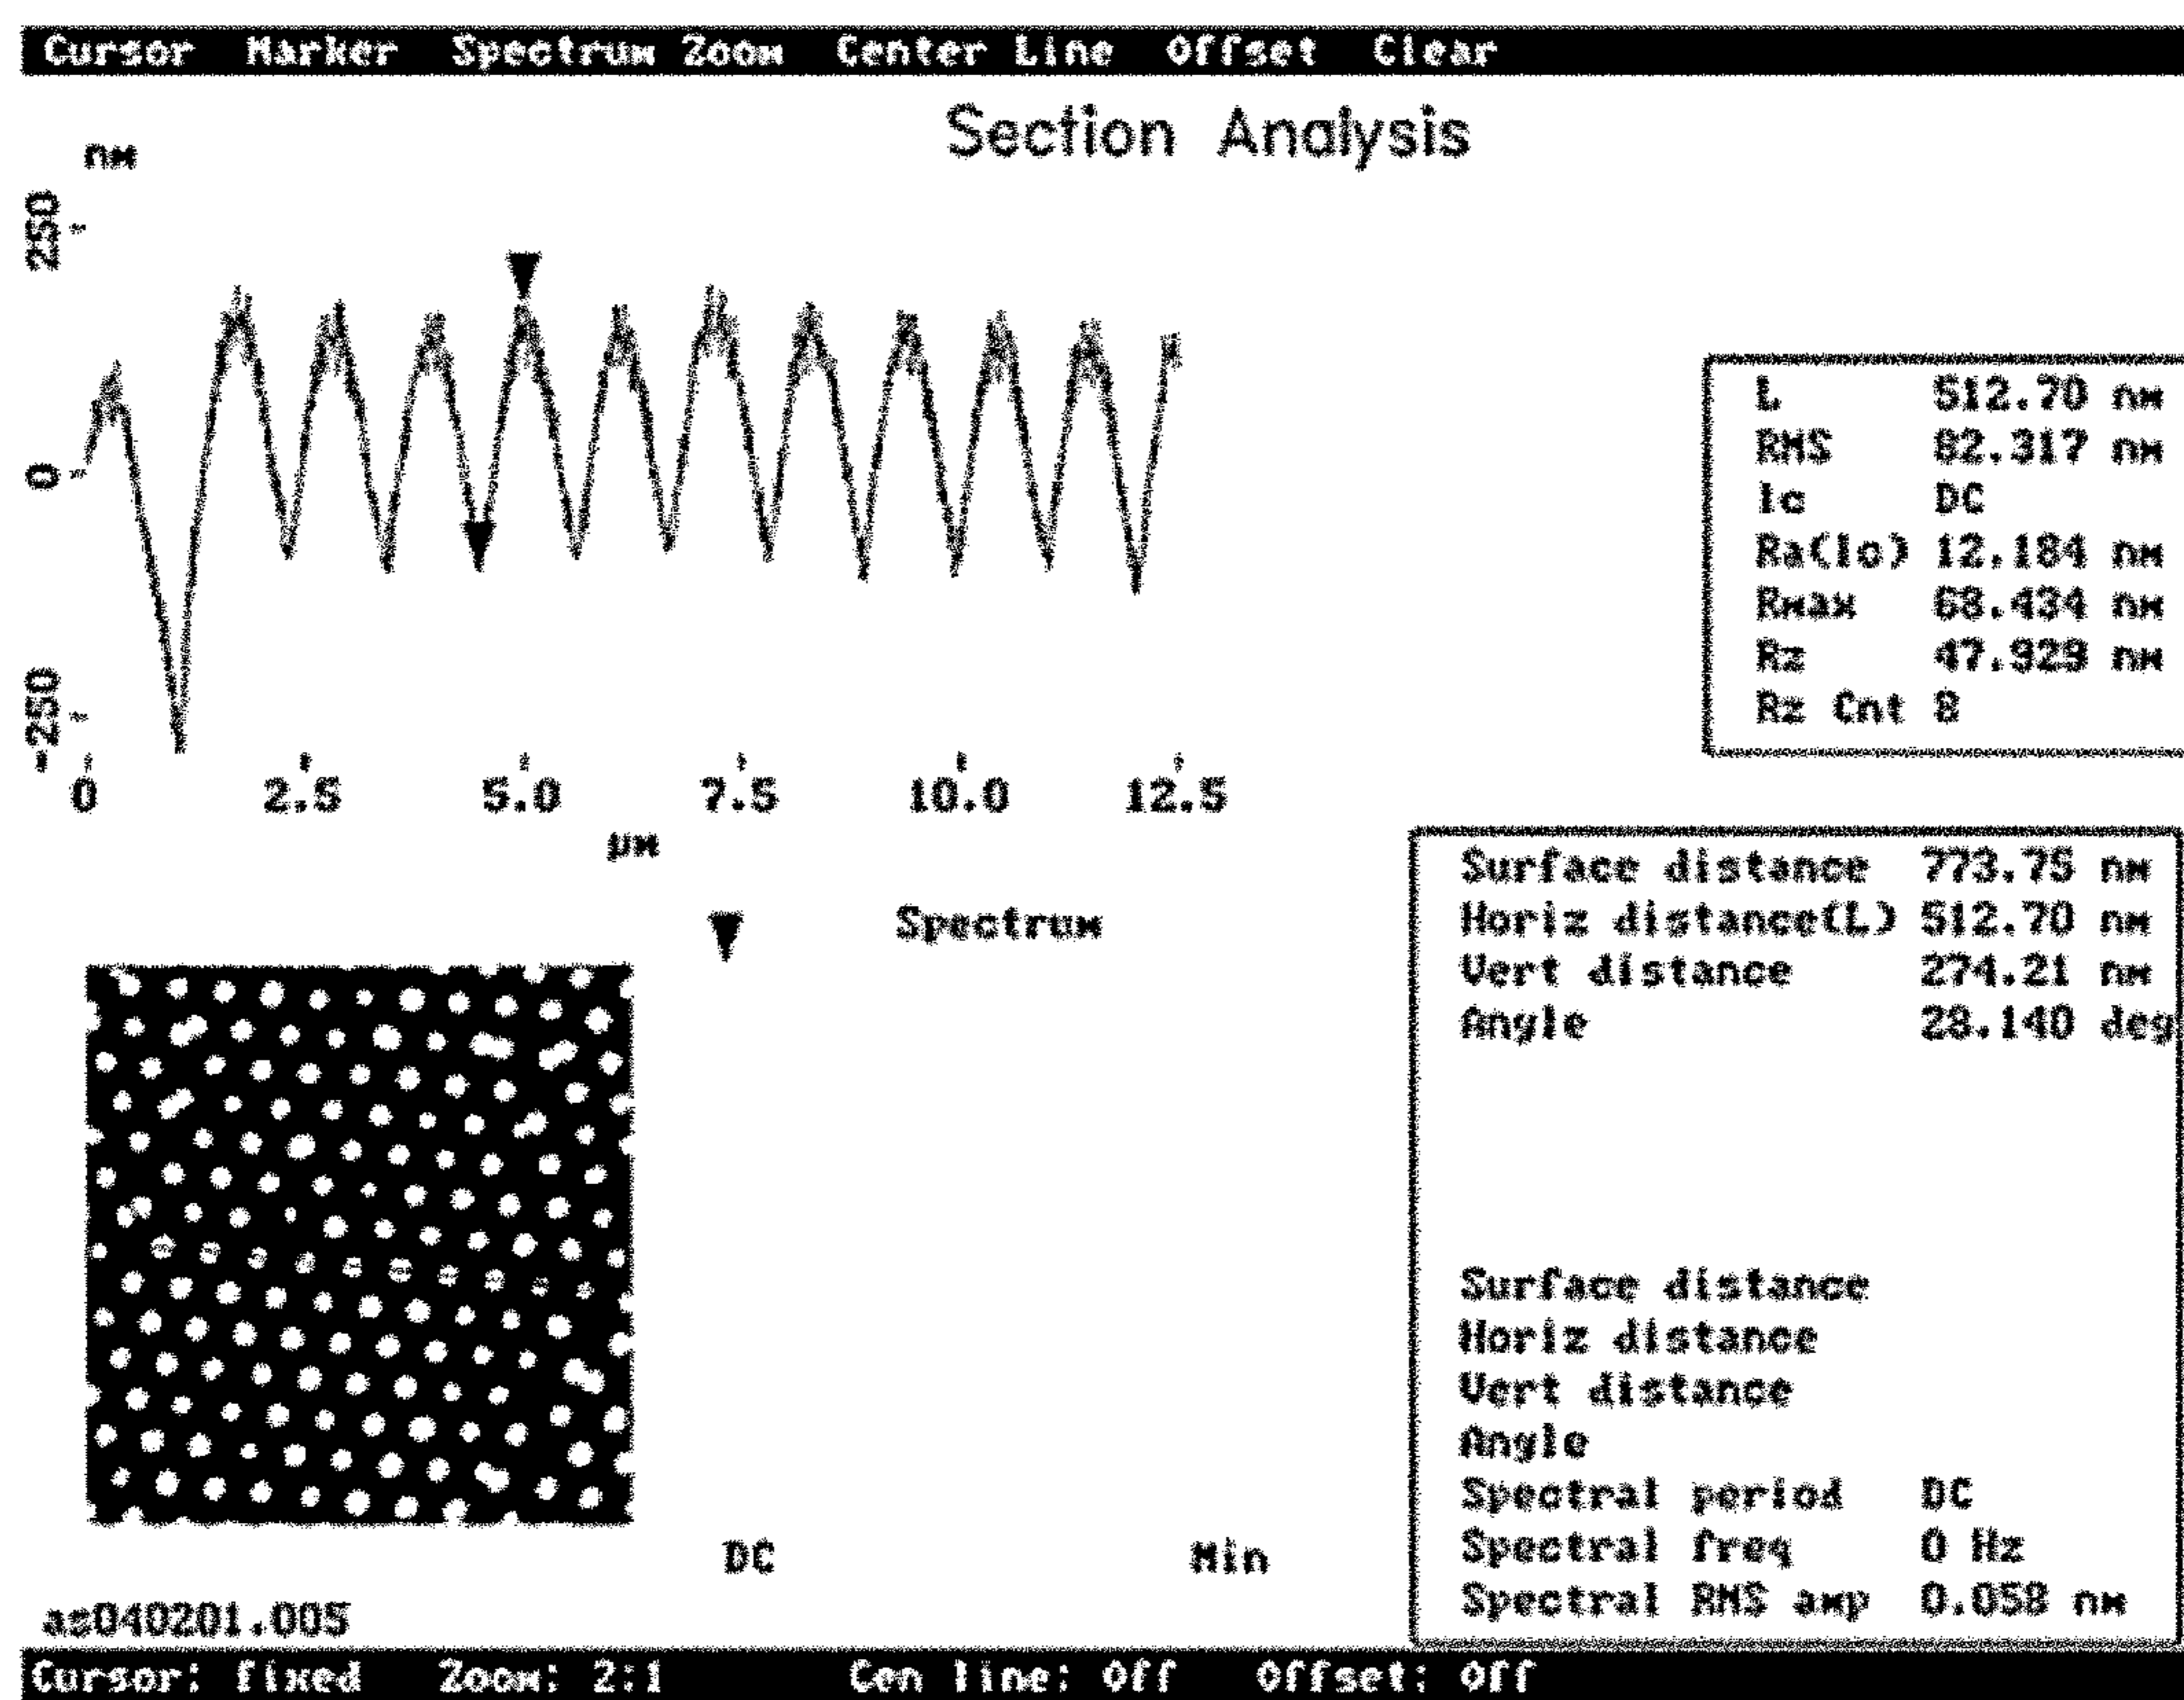 Cursor Marker Spectrum Zoom Center Line Offset Clear
Section Analysis
nm
250
0
-250
0 2.5 5.0 7.5 10.0 12.5
µm
L 512.70 nm
RMS 82.317 nm
lc DC
Ra(lc) 12.184 nm
Rmax 68.434 nm
Rz 47.929 nm
Rz Cnt 8
Spectrum
DC Min
Surface distance 773.75 nm
Horiz distance(L) 512.70 nm
Vert distance 274.21 nm
Angle 28.140 deg
Surface distance
Horiz distance
Vert distance
Angle
Spectral period DC
Spectral freq 0 Hz
Spectral RMS amp 0.058 nm
as040201.005
Cursor: fixed Zoom: 2:1 Cen line: Off Offset: Off